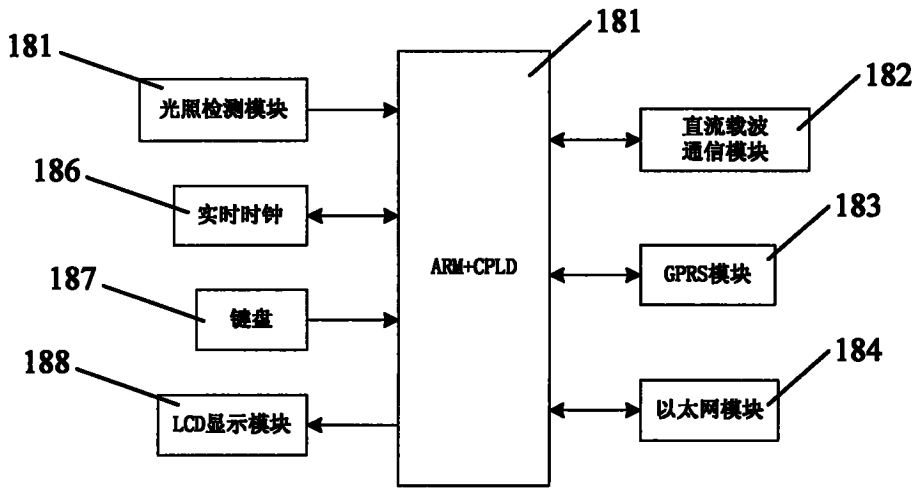 181
光照检测模块
186
实时时钟
187
键盘
188
LCD显示模块
181
ARM+CPLD
182
直流载波
通信模块
183
GPRS模块
184
以太网模块